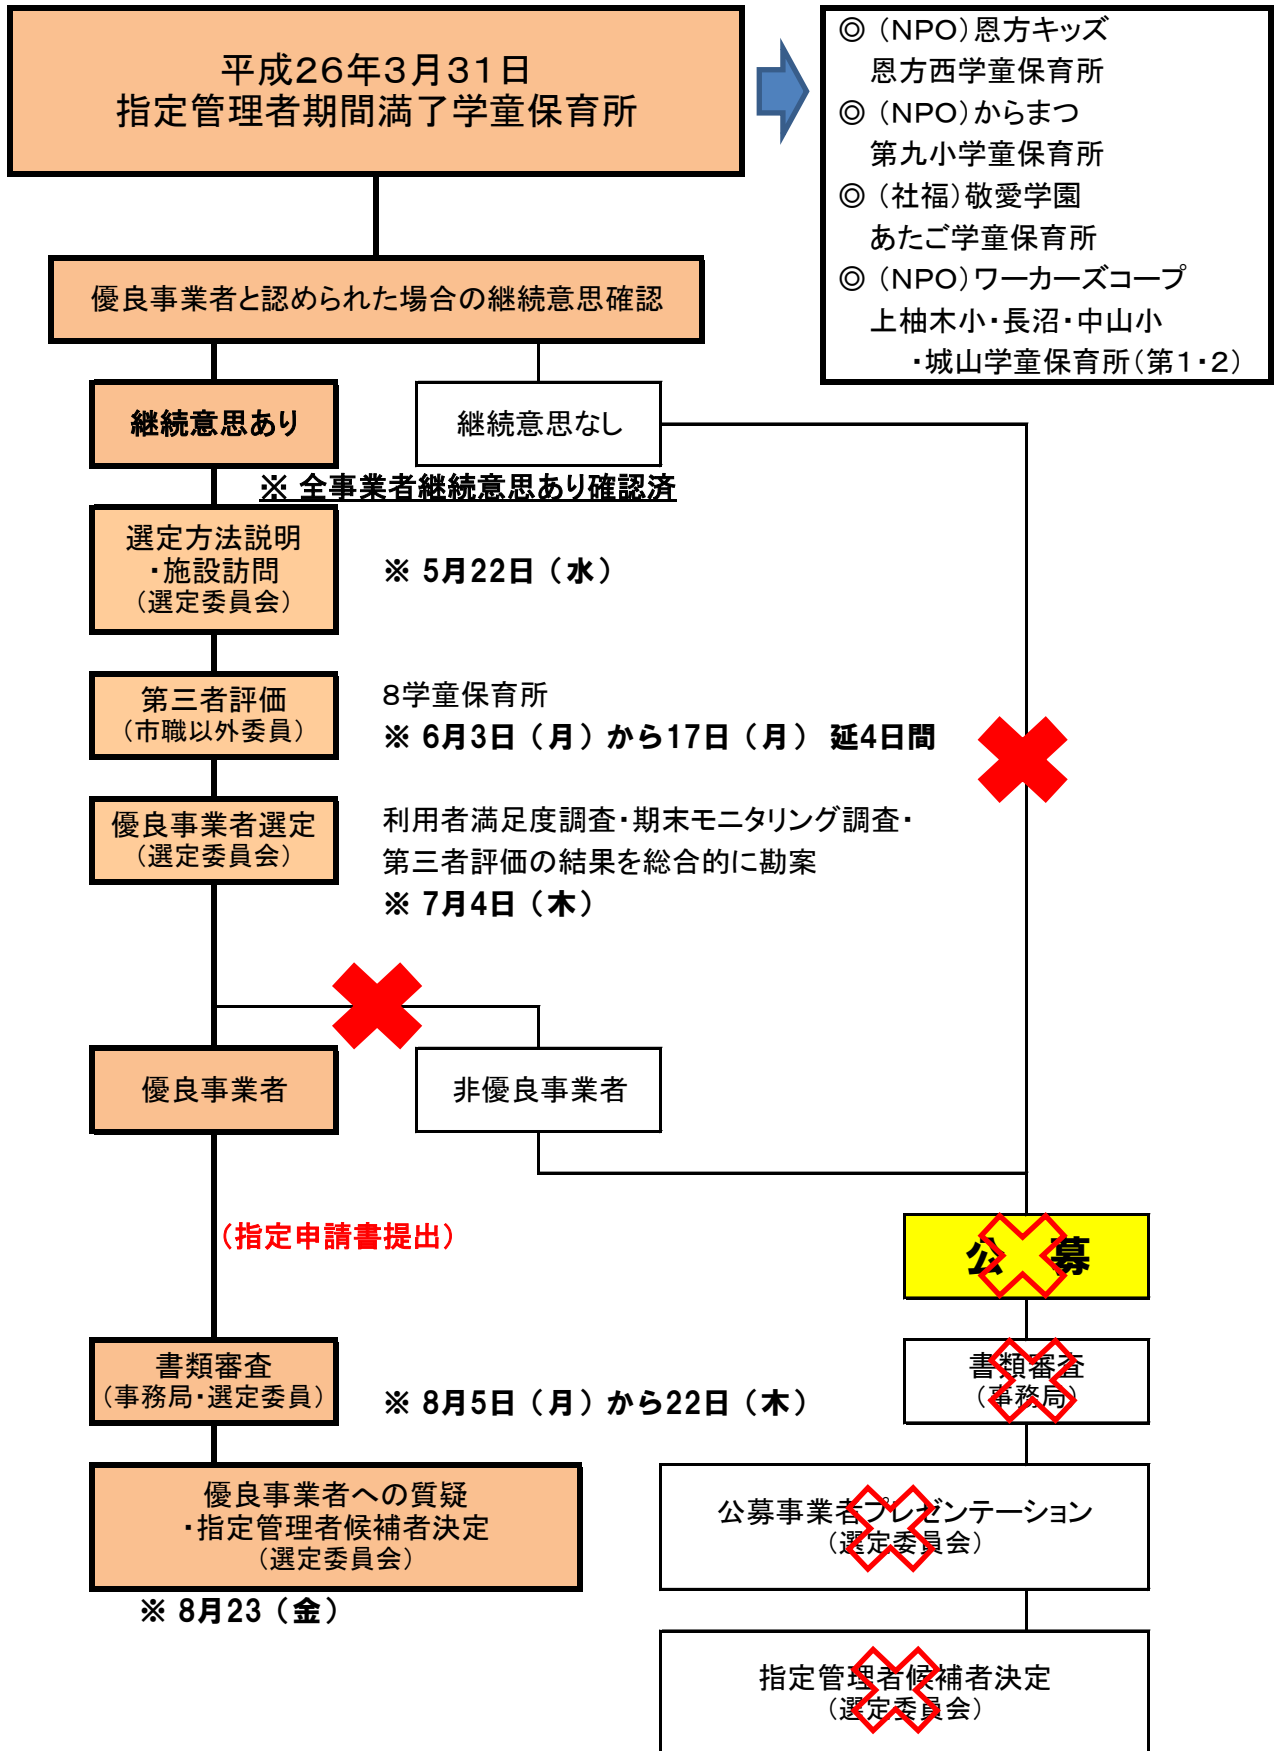 平成26年3月31日
指定管理者期間満了学童保育所
◎（NPO）恩方キッズ
恩方西学童保育所
◎（NPO）からまつ
第九小学童保育所
◎（社福）敬愛学園
あたご学童保育所
◎（NPO）ワーカーズコープ
上柚木小・長沼・中山小
・城山学童保育所（第1・2）
優良事業者と認められた場合の継続意思確認
継続意思あり
継続意思なし
※ 全事業者継続意思あり確認済
選定方法説明
・施設訪問
（選定委員会）
※ 5月22日（水）
第三者評価
（市職以外委員）
8学童保育所
※ 6月3日（月）から17日（月） 延4日間
優良事業者選定
（選定委員会）
利用者満足度調査・期末モニタリング調査・
第三者評価の結果を総合的に勘案
※ 7月4日（木）
優良事業者
非優良事業者
（指定申請書提出）
公　募
書類審査
（事務局・選定委員）
※ 8月5日（月）から22日（木）
書類審査
（事務局）
優良事業者への質疑
・指定管理者候補者決定
（選定委員会）
※ 8月23（金）
公募事業者プレゼンテーション
（選定委員会）
指定管理者候補者決定
（選定委員会）